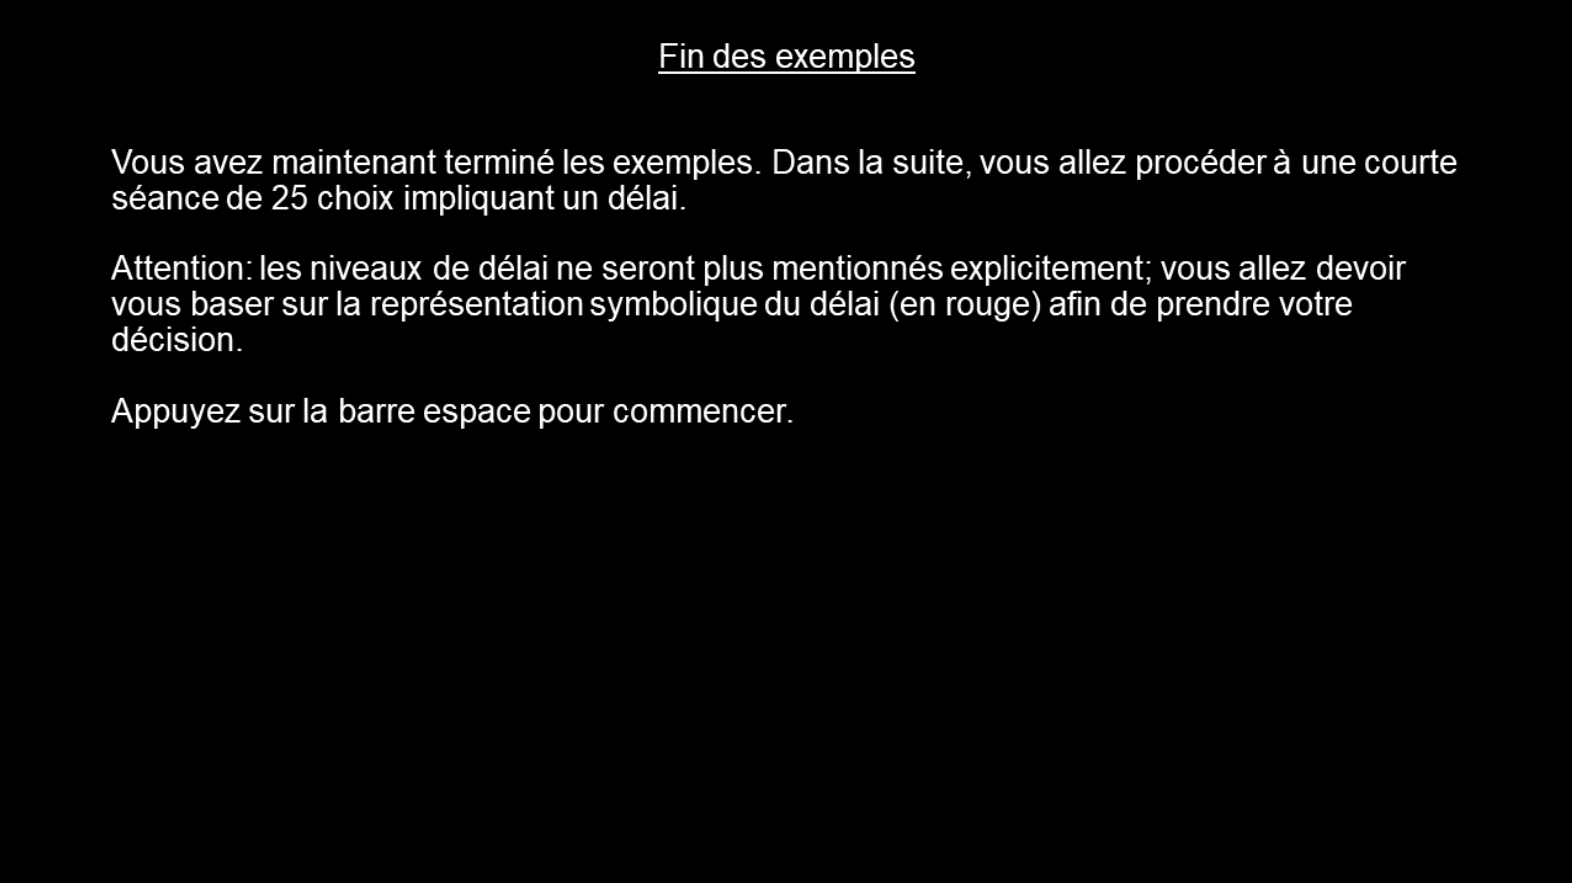 Fin des exemples
Vous avez maintenant terminé les exemples. Dans la suite, vous allez procéder à une courte
séance de 25 choix impliquant un délai.
Attention: les niveaux de délai ne seront plus mentionnés explicitement; vous allez devoir
vous baser sur la représentation symbolique du délai (en rouge) afin de prendre votre
décision.
Appuyez sur la barre espace pour commencer.